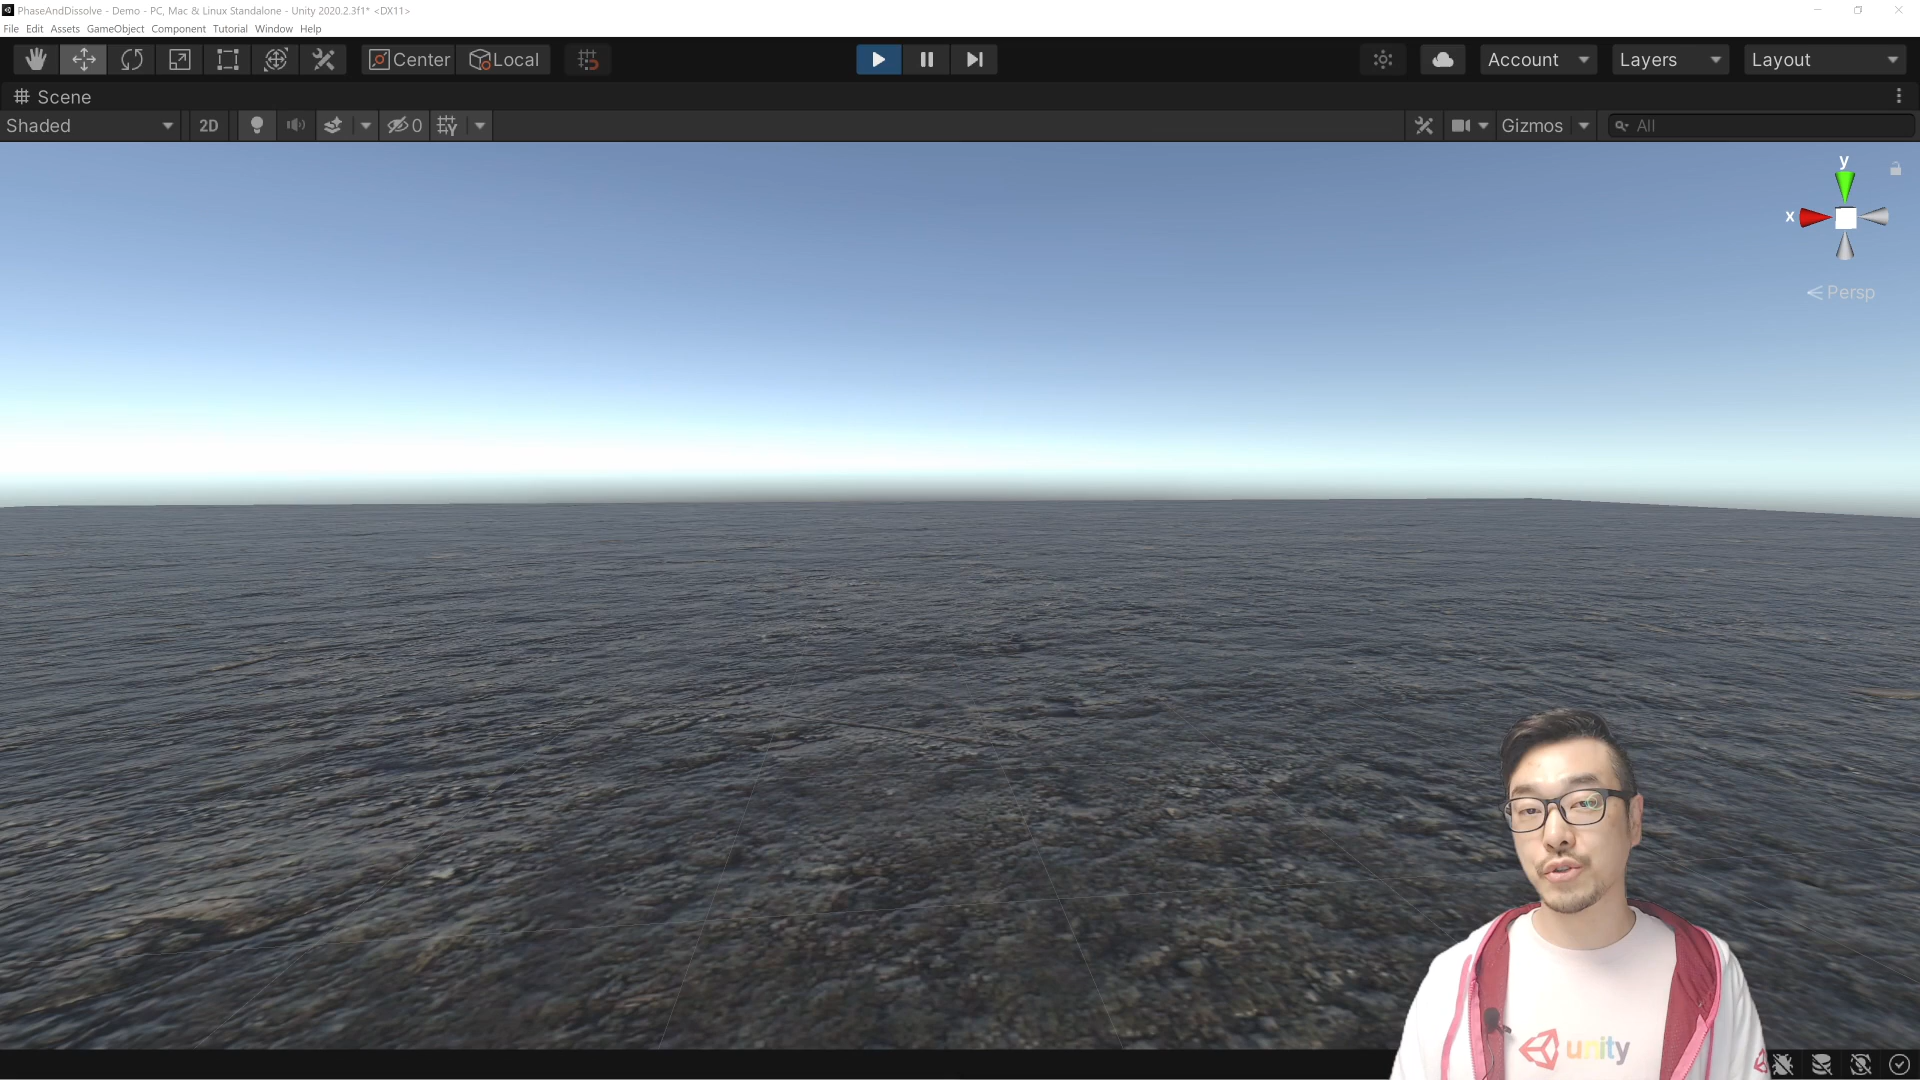 PhaseAndDissolve - Demo - PC, Mac & Linux Standalone - Unity 2020.2.3f1* <DX11>
File Edit Assets GameObject Component Tutorial Window Help
Center Local Account Layers Layout
Scene
Shaded 2D 0 Gizmos All
y
x
Persp
unity